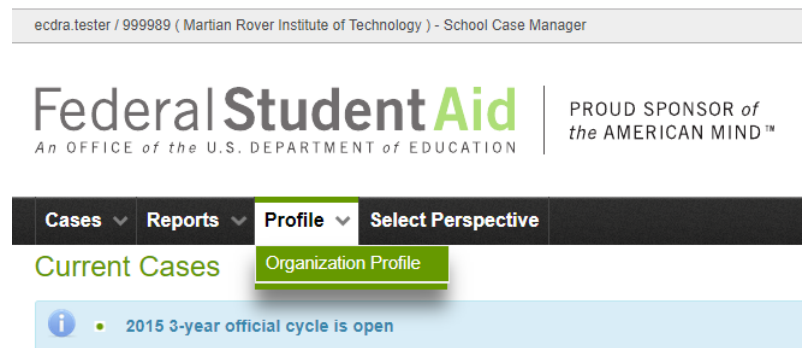 ecdra.tester / 999989 ( Martian Rover Institute of Technology ) - School Case Manager
Federal Student Aid
An OFFICE of the U.S. DEPARTMENT of EDUCATION
PROUD SPONSOR of
the AMERICAN MIND™
Cases Reports Profile Select Perspective
Organization Profile
Current Cases
2015 3-year official cycle is open